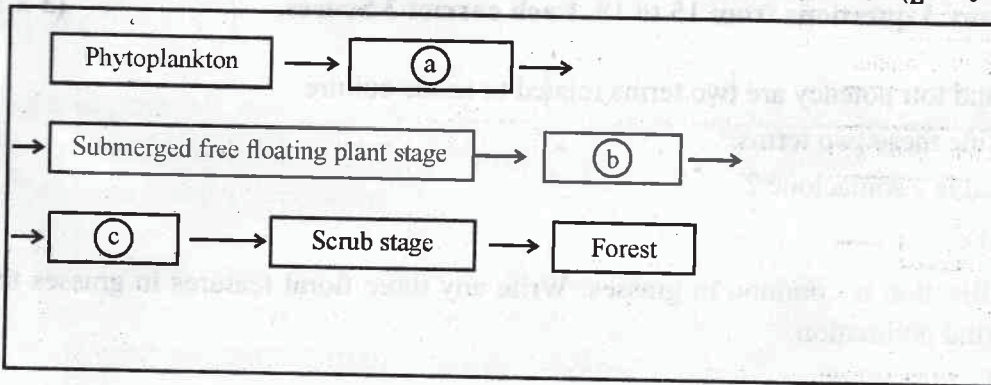 Phytoplankton
a
Submerged free floating plant stage
b
c
Scrub stage
Forest